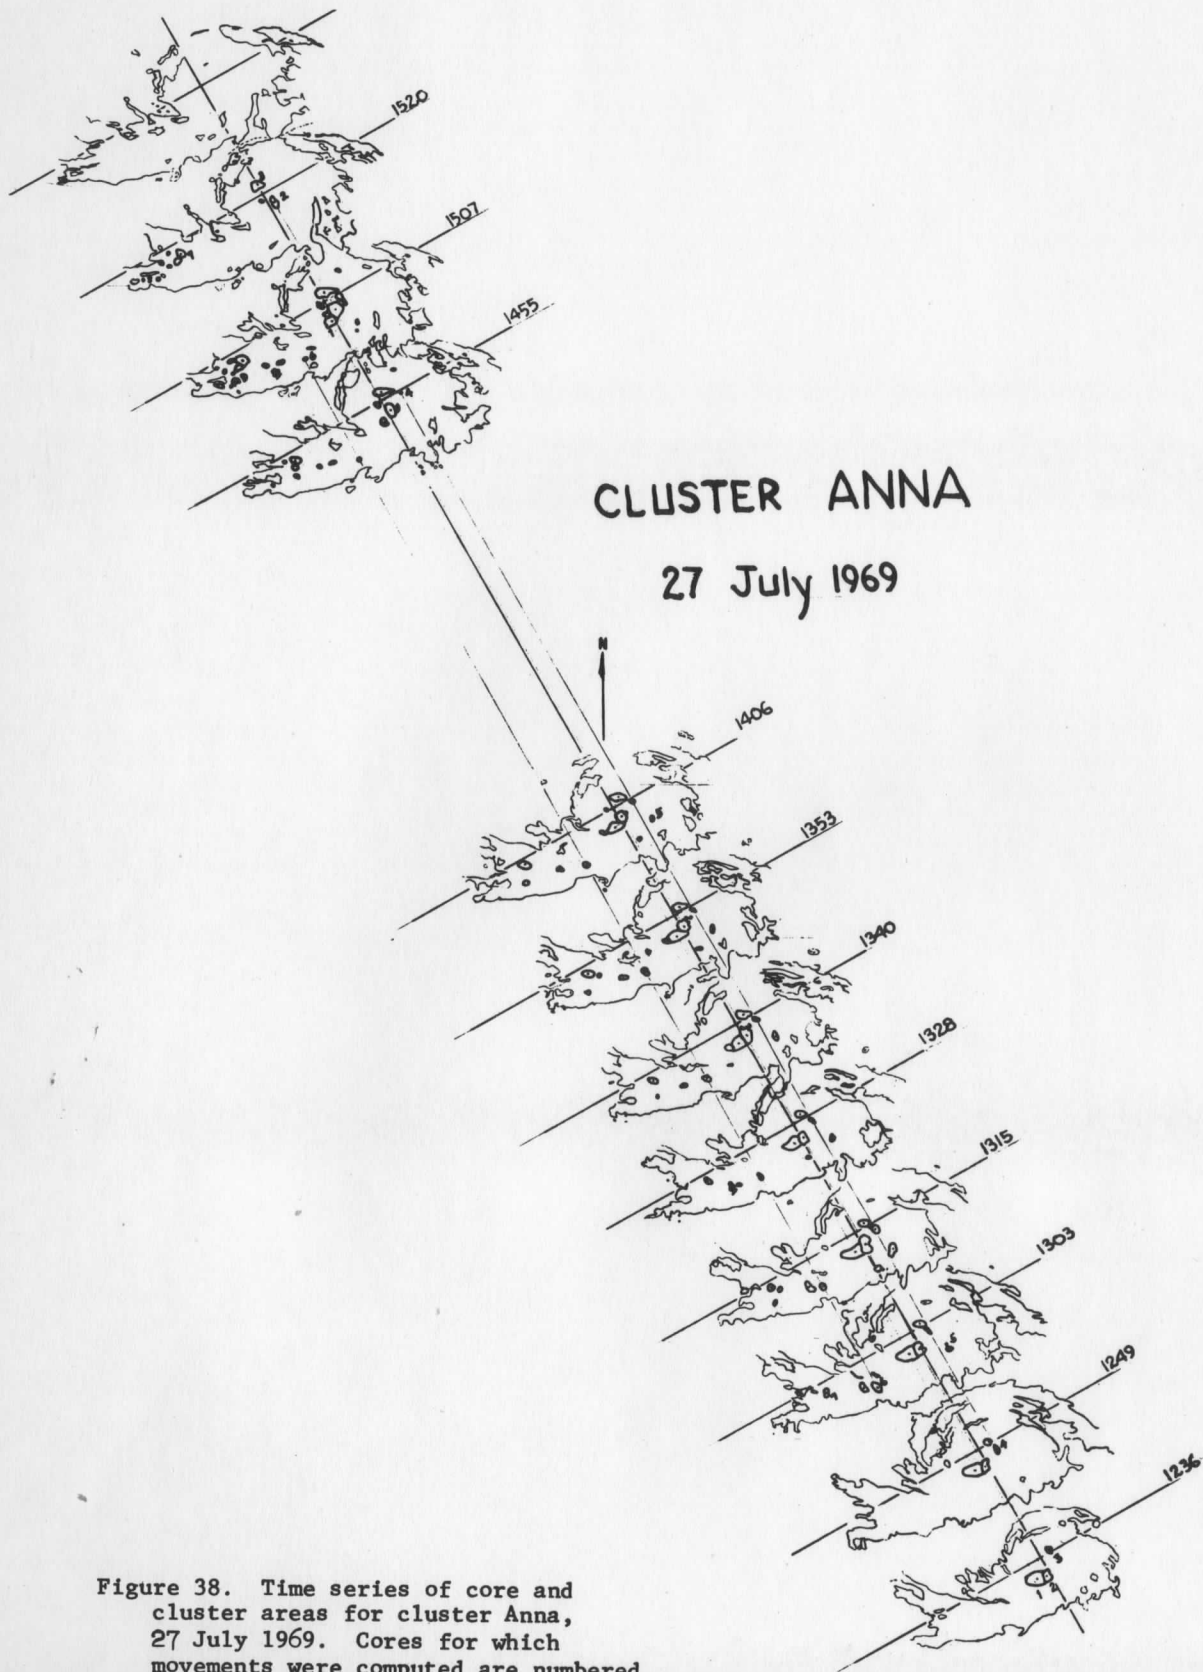 1520
1507
1455
CLUSTER ANNA
27 July 1969
N
1406
1353
1340
1328
1315
1303
1249
1236
Figure 38. Time series of core and
cluster areas for cluster Anna,
27 July 1969. Cores for which
movements were computed are numbered